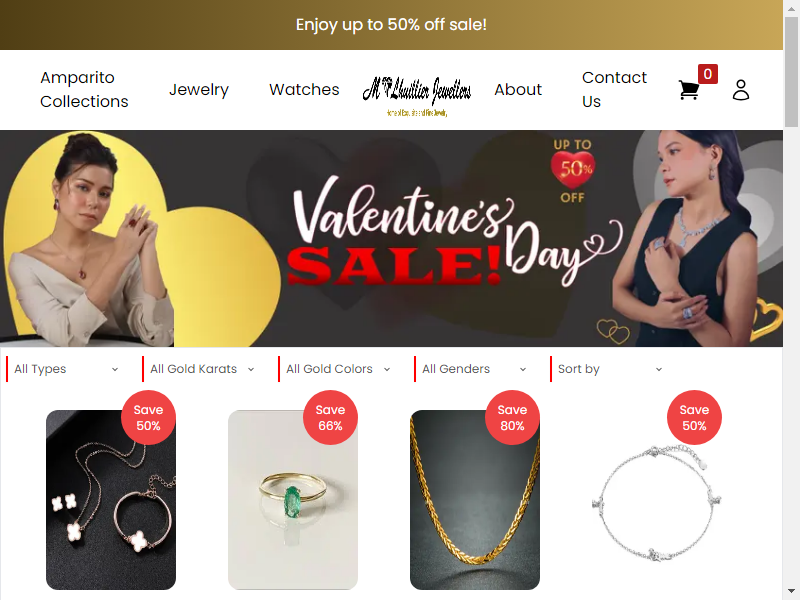 Enjoy up to 50% off sale!
Amparito
Collections
Jewelry
Watches
M Lhuillier Jewellers
About
Contact
Us
0
UP TO
50%
OFF
Valentine's
Day
SALE!
All Types
All Gold Karats
All Gold Colors
All Genders
Sort by
Save
50%
Save
66%
Save
80%
Save
50%